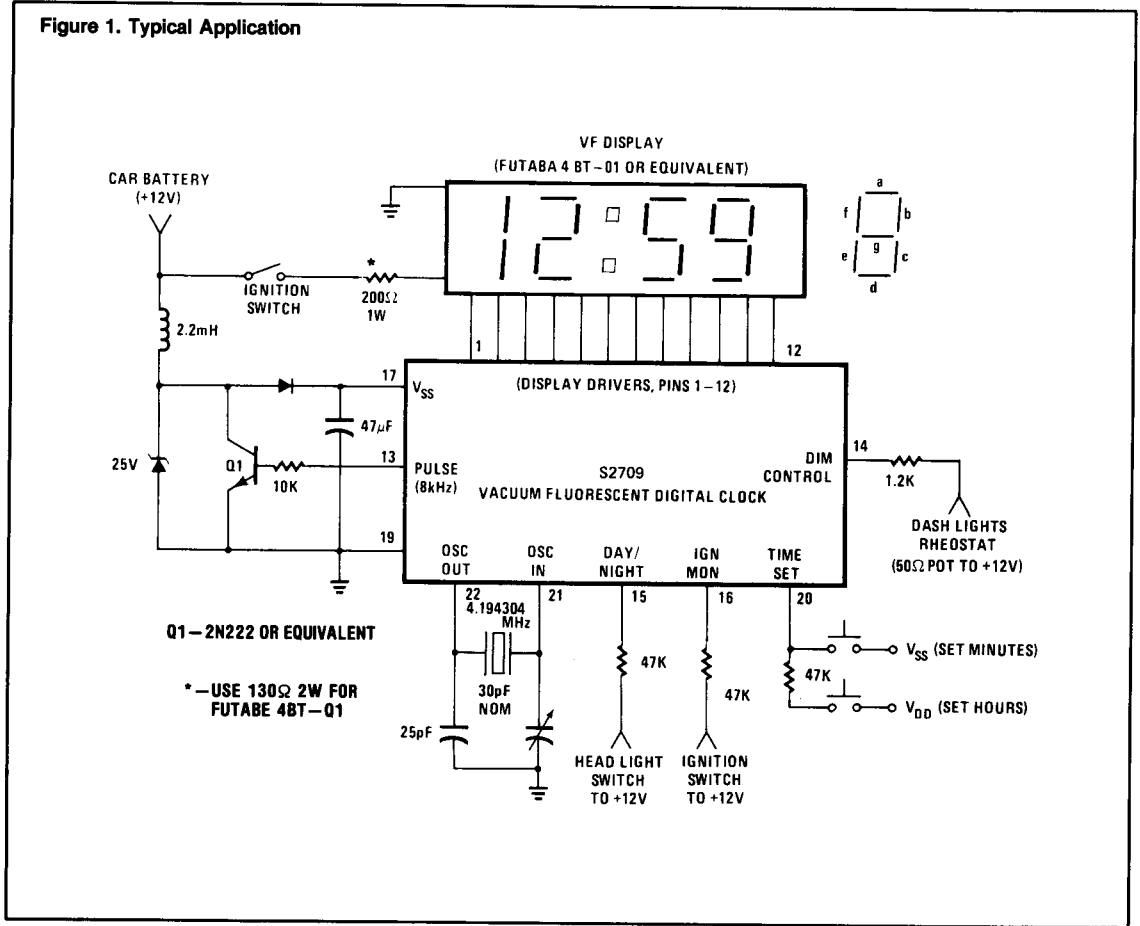 Figure 1. Typical Application
VF DISPLAY
(FUTABA 4 BT-01 OR EQUIVALENT)
CAR BATTERY
(+12V)
12:59
a
f
b
g
e
c
d
*
IGNITION
SWITCH
200Ω
1W
2.2mH
1
12
17
VSS
(DISPLAY DRIVERS, PINS 1-12)
47μF
25V
Q1
10K
13
PULSE
(8kHz)
S2709
VACUUM FLUORESCENT DIGITAL CLOCK
DIM
CONTROL
14
1.2K
DASH LIGHTS
RHEOSTAT
(50Ω POT TO +12V)
19
OSC
OUT
OSC
IN
DAY/
NIGHT
IGN
MON
TIME
SET
22
21
15
16
20
4.194304
MHz
Q1-2N222 OR EQUIVALENT
*-USE 130Ω 2W FOR
FUTABE 4BT-Q1
30pF
NOM
25pF
47K
47K
47K
VSS (SET MINUTES)
VDD (SET HOURS)
HEAD LIGHT
SWITCH
TO +12V
IGNITION
SWITCH
TO +12V